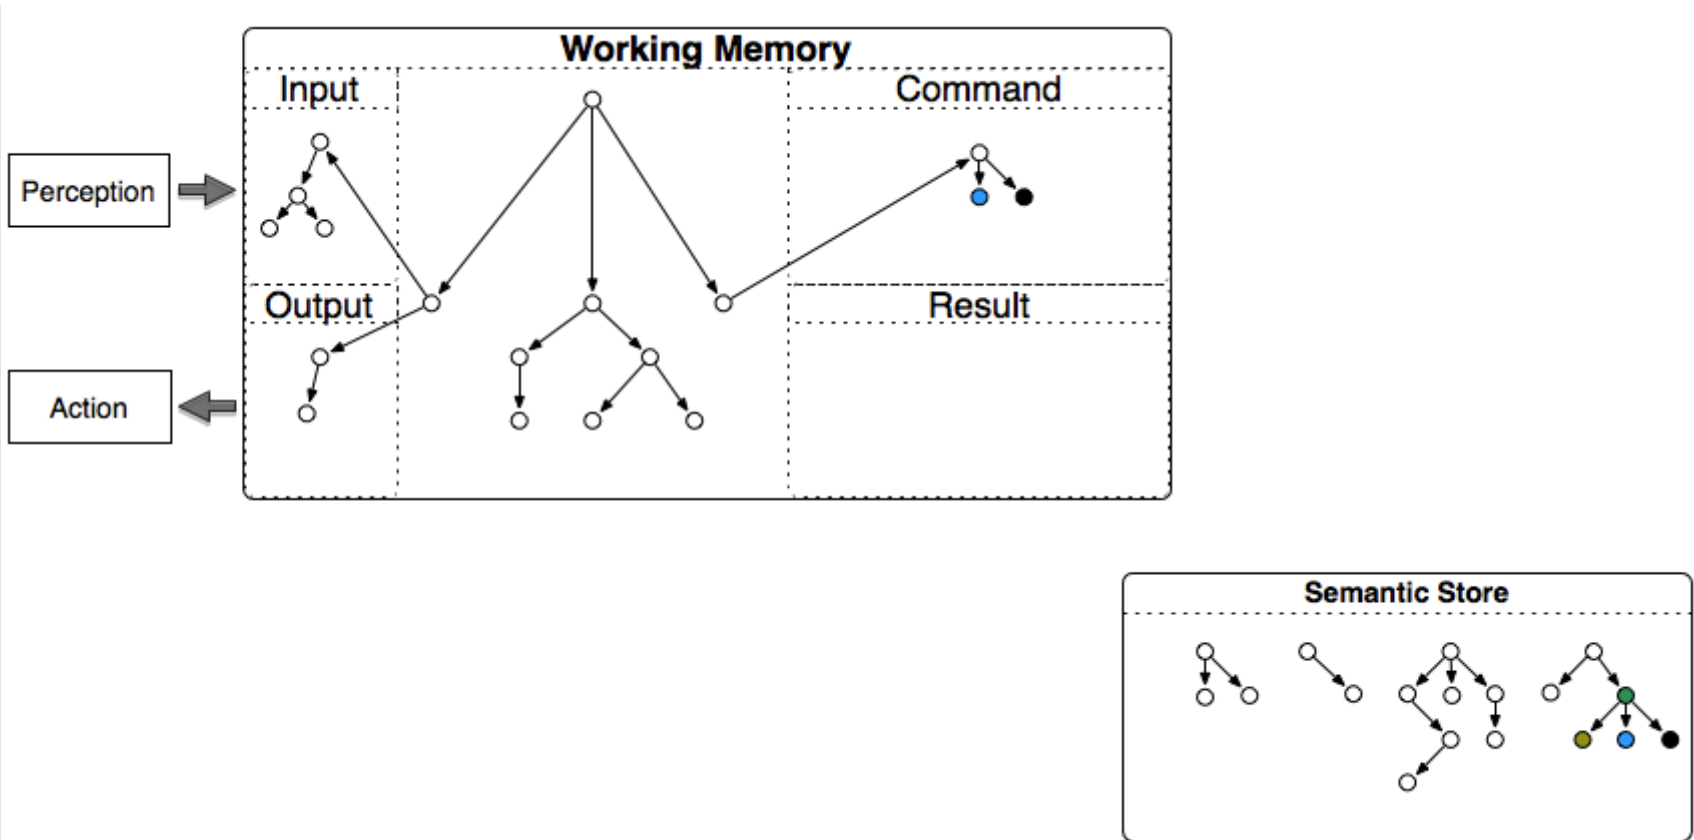 Working Memory
Input
Command
Perception
Output
Result
Action
Semantic Store